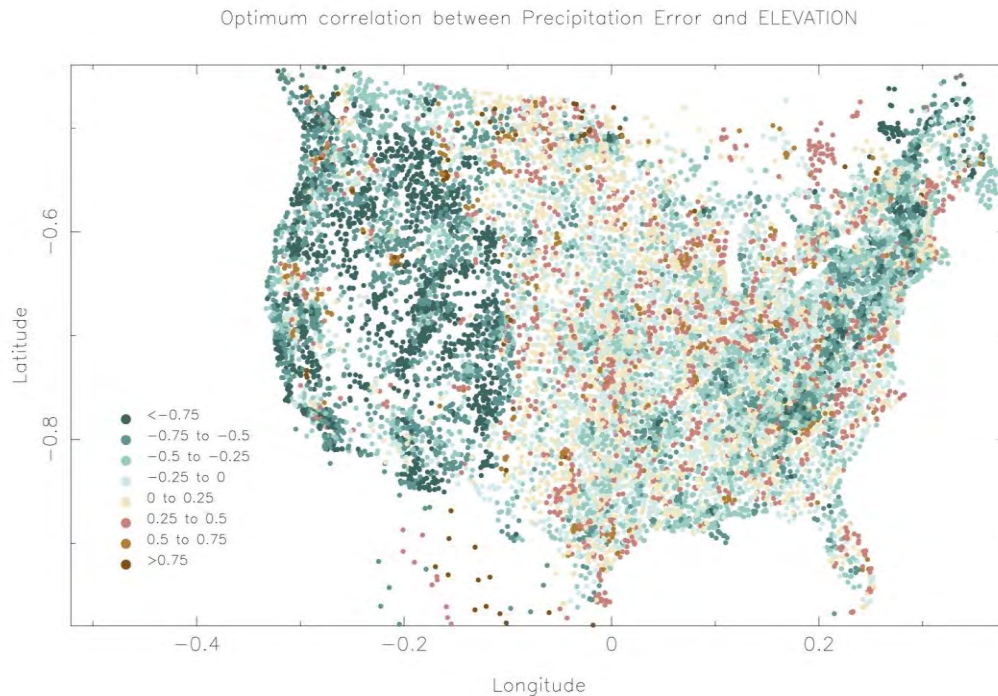 Optimum correlation between Precipitation Error and ELEVATION
Latitude
-0.6
-0.8
<-0.75
-0.75 to -0.5
-0.5 to -0.25
-0.25 to 0
0 to 0.25
0.25 to 0.5
0.5 to 0.75
>0.75
-0.4
-0.2
0
0.2
Longitude